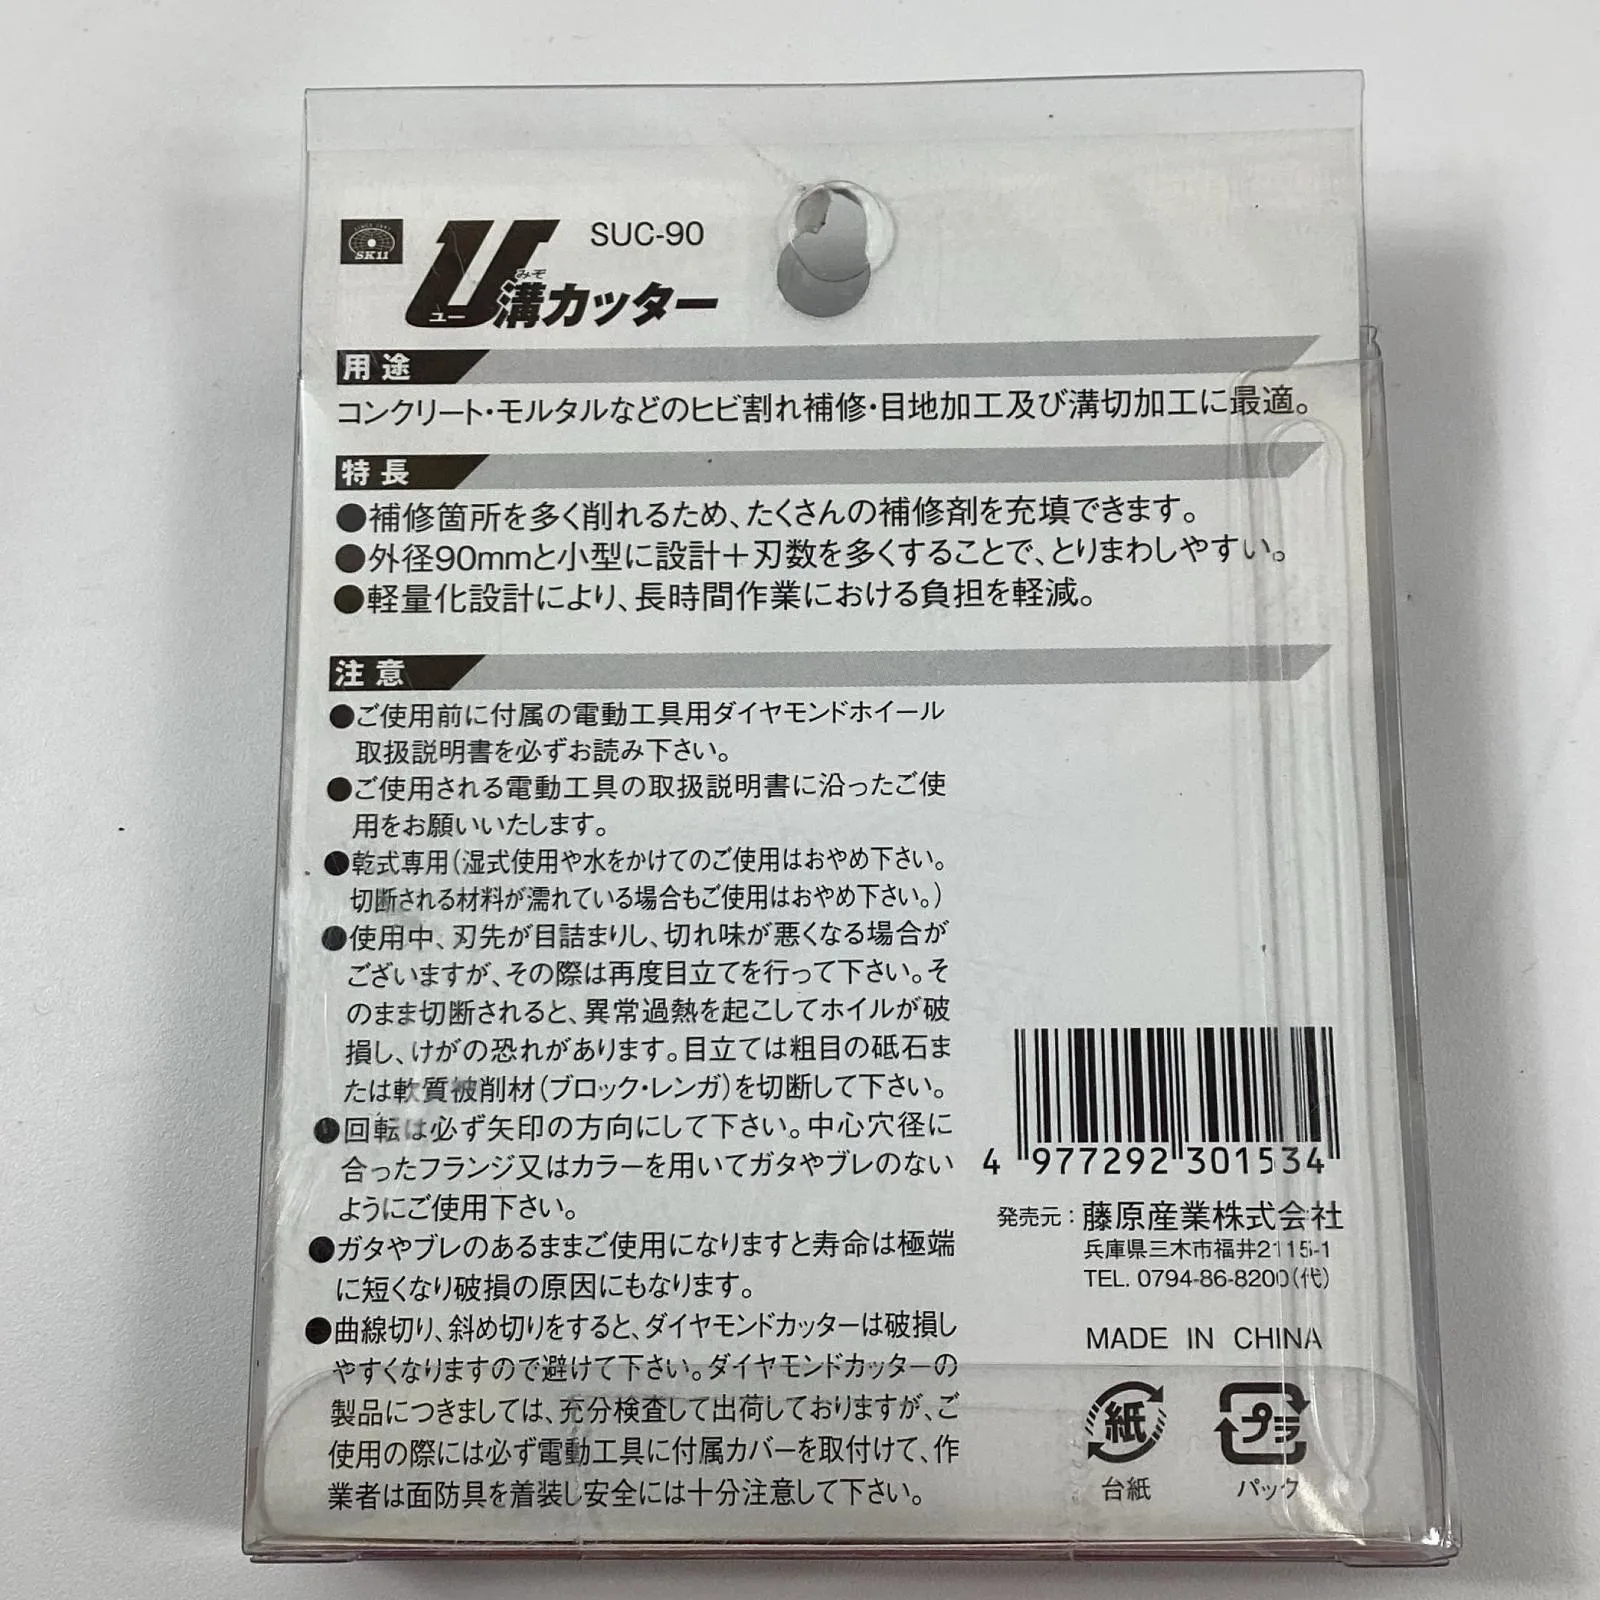 SINCE 1947
SK11
SUC-90
U溝カッター
ユー みぞ
用途
コンクリート・モルタルなどのヒビ割れ補修・目地加工及び溝切加工に最適。
特長
●補修箇所を多く削れるため、たくさんの補修剤を充填できます。
●外径90mmと小型に設計+刃数を多くすることで、とりまわしやすい。
●軽量化設計により、長時間作業における負担を軽減。
注意
●ご使用前に付属の電動工具用ダイヤモンドホイール
取扱説明書を必ずお読み下さい。
●ご使用される電動工具の取扱説明書に沿ったご使
用をお願いいたします。
●乾式専用(湿式使用や水をかけてのご使用はおやめ下さい。
切断される材料が濡れている場合もご使用はおやめ下さい。)
●使用中、刃先が目詰まりし、切れ味が悪くなる場合が
ございますが、その際は再度目立てを行って下さい。そ
のまま切断されると、異常過熱を起こしてホイルが破
損し、けがの恐れがあります。目立ては粗目の砥石ま
たは軟質被削材(ブロック・レンガ)を切断して下さい。
●回転は必ず矢印の方向にして下さい。中心穴径に
合ったフランジ又はカラーを用いてガタやブレのない
ようにご使用下さい。
●ガタやブレのあるままご使用になりますと寿命は極端
に短くなり破損の原因にもなります。
●曲線切り、斜め切りをすると、ダイヤモンドカッターは破損し
やすくなりますので避けて下さい。ダイヤモンドカッターの
製品につきましては、充分検査して出荷しておりますが、ご
使用の際には必ず電動工具に付属カバーを取付けて、作
業者は面防具を着装し安全には十分注意して下さい。
4 977292 301534
発売元:藤原産業株式会社
兵庫県三木市福井2115-1
TEL. 0794-86-8200(代)
MADE IN CHINA
紙
プラ
台紙
パック